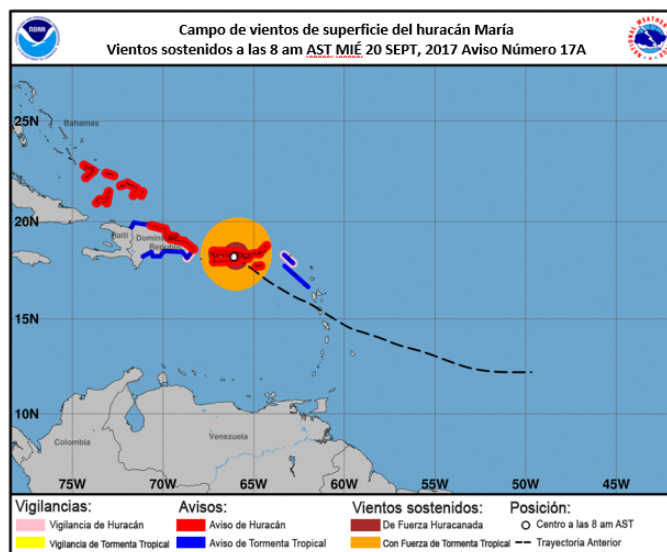 NOAA
Campo de vientos de superficie del huracán María
Vientos sostenidos a las 8 am AST MIÉ 20 SEPT, 2017 Aviso Número 17A
25N
Bahamas
20N
Haiti
Dominican
Republic
15N
10N
Colombia
Venezuela
75W 70W 65W 60W 55W 50W 45W
Vigilancias: Avisos: Vientos sostenidos: Posición:
Vigilancia de Huracán Aviso de Huracán De Fuerza Huracanada Centro a las 8 am AST
Vigilancia de Tormenta Tropical Aviso de Tormenta Tropical Con Fuerza de Tormenta Tropical Trayectoria Anterior